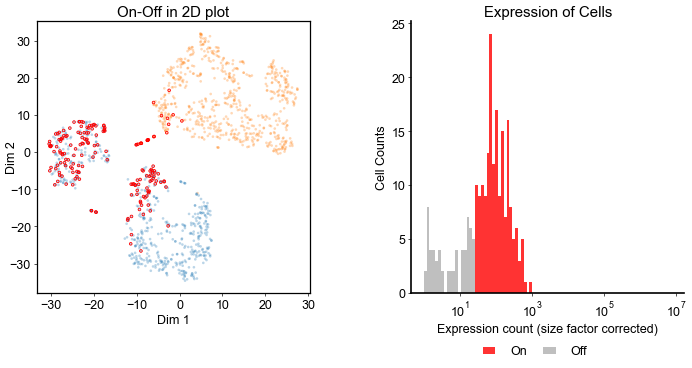 On-Off in 2D plot
Expression of Cells
Dim 2
30
20
10
0
−10
−20
−30
−30 −20 −10 0 10 20 30
Dim 1
Cell Counts
25
20
15
10
5
0
10^1 10^3 10^5 10^7
Expression count (size factor corrected)
On Off